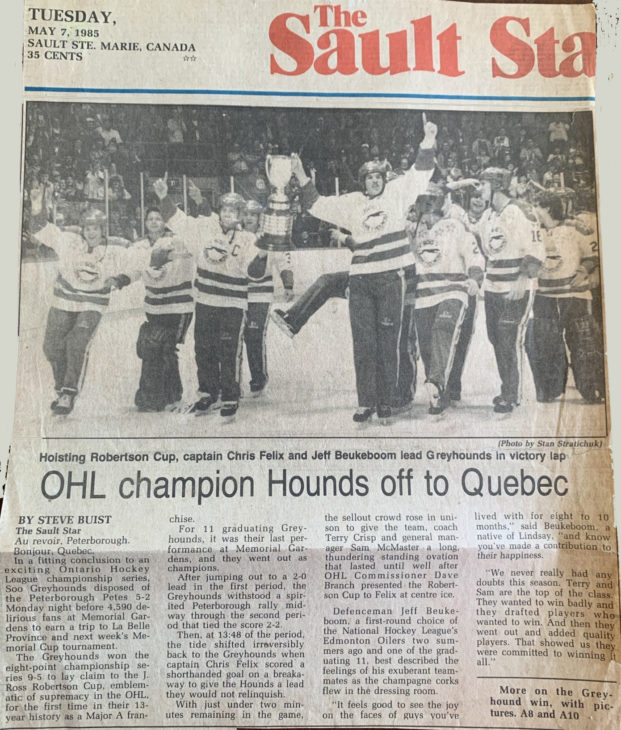 TUESDAY,
MAY 7, 1985
SAULT STE. MARIE, CANADA
35 CENTS ☆☆
The
Sault Sta
C
3
2
16
2
(Photo by Stan Stratichuk)
Hoisting Robertson Cup, captain Chris Felix and Jeff Beukeboom lead Greyhounds in victory lap
OHL champion Hounds off to Quebec
BY STEVE BUIST
The Sault Star
Au revoir, Peterborough.
Bonjour, Quebec.
In a fitting conclusion to an
exciting Ontario Hockey
League championship series,
Soo Greyhounds disposed of
the Peterborough Petes 5-2
Monday night before 4,590 de-
lirious fans at Memorial Gar-
dens to earn a trip to La Belle
Province and next week's Me-
morial Cup tournament.
The Greyhounds won the
eight-point championship se-
ries 9-5 to lay claim to the J.
Ross Robertson Cup, emblem-
atic of supremacy in the OHL,
for the first time in their 13-
year history as a Major A fran-
chise.
For 11 graduating Grey-
hounds, it was their last per-
formance at Memorial Gar-
dens, and they went out as
champions.
After jumping out to a 2-0
lead in the first period, the
Greyhounds withstood a spir-
ited Peterborough rally mid-
way through the second peri-
od that tied the score 2-2.
Then, at 13:48 of the period,
the tide shifted irreversibly
back to the Greyhounds when
captain Chris Felix scored a
shorthanded goal on a breaka-
way to give the Hounds a lead
they would not relinquish.
With just under two min-
utes remaining in the game,
the sellout crowd rose in uni-
son to give the team, coach
Terry Crisp and general man-
ager Sam McMaster a long,
thundering standing ovation
that lasted until well after
OHL Commissioner Dave
Branch presented the Robert-
son Cup to Felix at centre ice.
Defenceman Jeff Beuke-
boom, a first-round choice of
the National Hockey League's
Edmonton Oilers two sum-
mers ago and one of the grad-
uating 11, best described the
feelings of his exuberant team-
mates as the champagne corks
flew in the dressing room.
"It feels good to see the joy
on the faces of guys you've
lived with for eight to 10
months," said Beukeboom, a
native of Lindsay, "and know
you've made a contribution to
their happiness.
"We never really had any
doubts this season. Terry and
Sam are the top of the class.
They wanted to win badly and
they drafted players who
wanted to win. And then they
went out and added quality
players. That showed us they
were committed to winning it
all."
More on the Grey-
hound win, with pic-
tures. A8 and A10